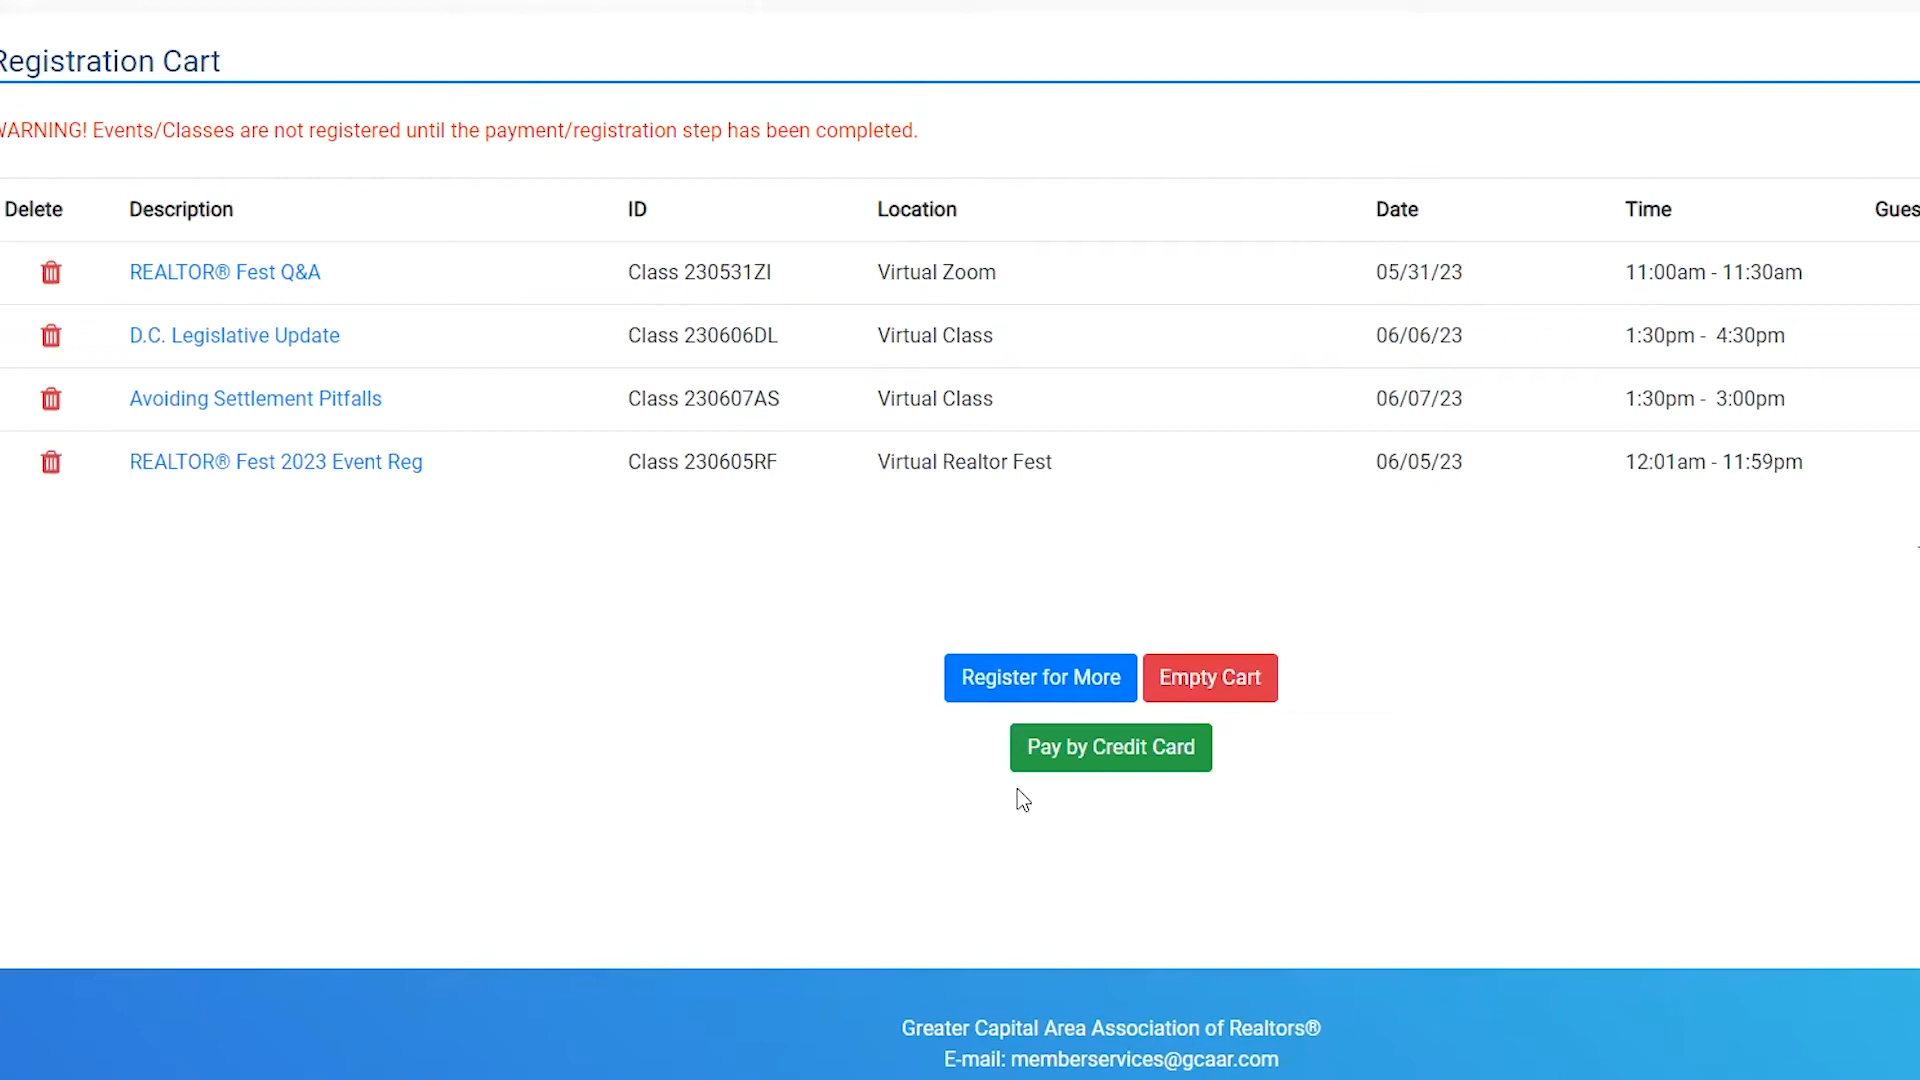 Registration Cart
WARNING! Events/Classes are not registered until the payment/registration step has been completed.
Delete Description ID Location Date Time Gues
REALTOR® Fest Q&A Class 230531ZI Virtual Zoom 05/31/23 11:00am - 11:30am
D.C. Legislative Update Class 230606DL Virtual Class 06/06/23 1:30pm - 4:30pm
Avoiding Settlement Pitfalls Class 230607AS Virtual Class 06/07/23 1:30pm - 3:00pm
REALTOR® Fest 2023 Event Reg Class 230605RF Virtual Realtor Fest 06/05/23 12:01am - 11:59pm
Register for More Empty Cart
Pay by Credit Card
Greater Capital Area Association of Realtors®
E-mail: memberservices@gcaar.com